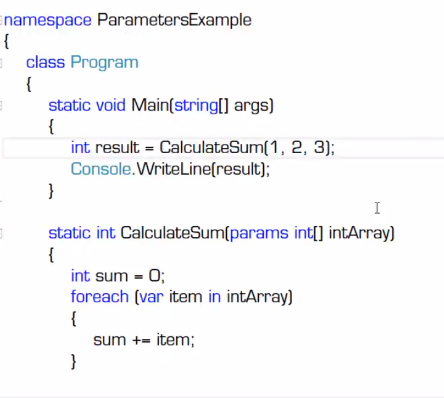 namespace ParametersExample
{
class Program
{
static void Main(string[] args)
{
int result = CalculateSum(1, 2, 3);
Console.WriteLine(result);
}
static int CalculateSum(params int[] intArray)
{
int sum = 0;
foreach (var item in intArray)
{
sum += item;
}